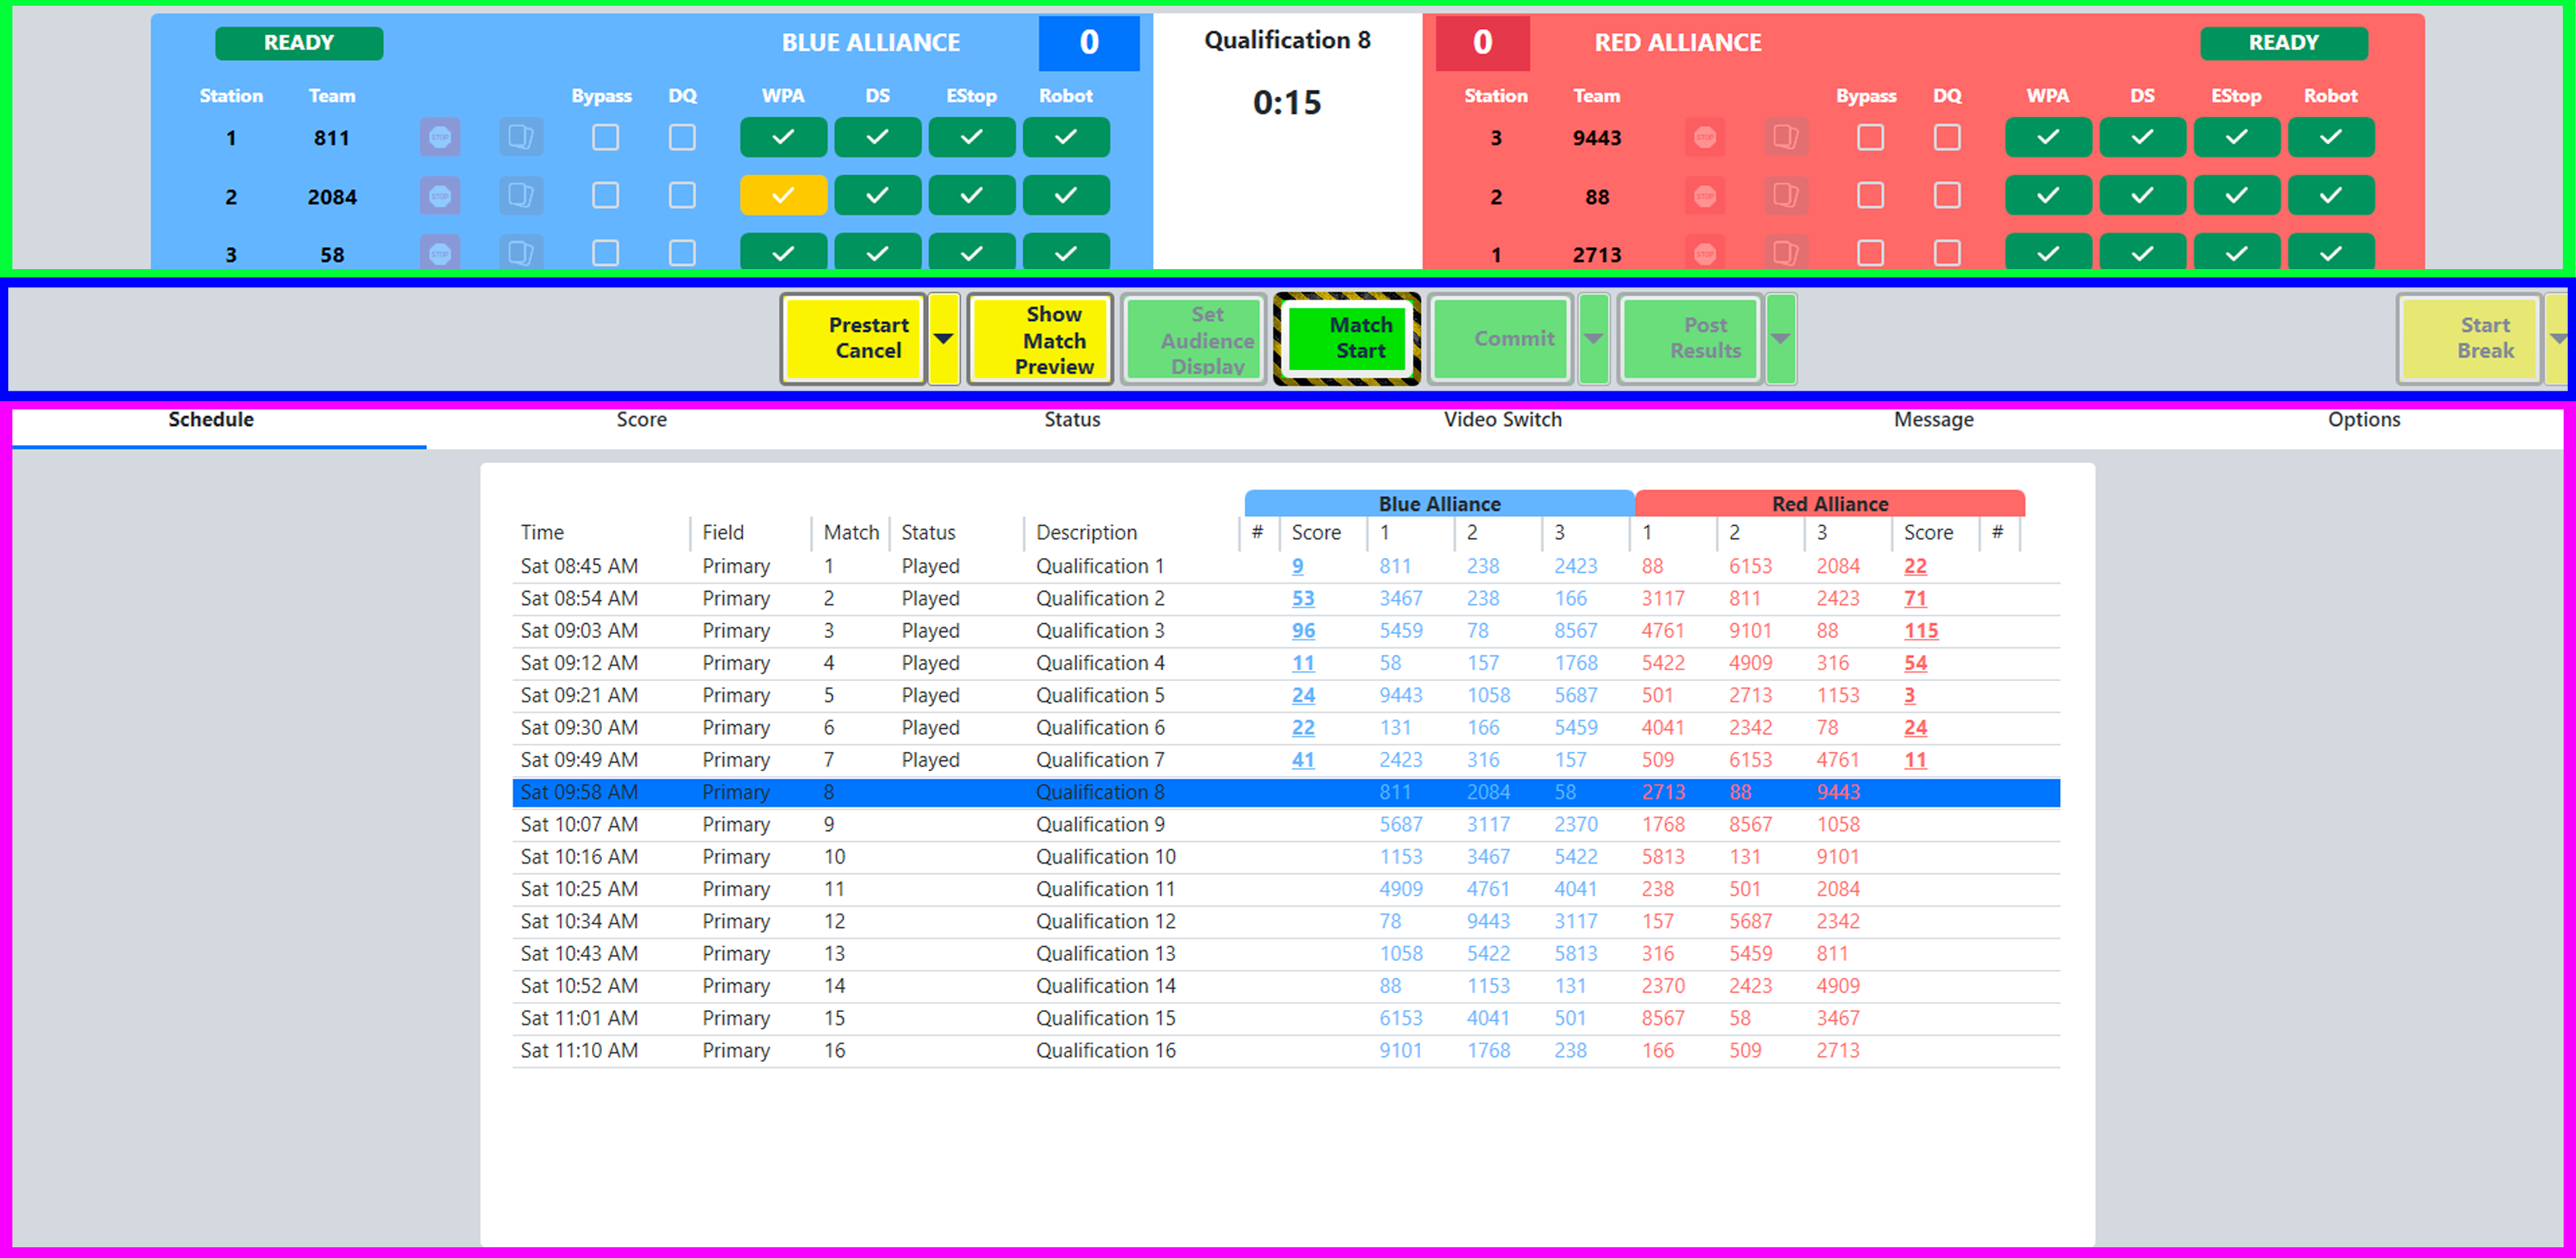 READY BLUE ALLIANCE 0 Qualification 8 0 RED ALLIANCE READY
0:15
Station Team Bypass DQ WPA DS EStop Robot Station Team Bypass DQ WPA DS EStop Robot
1 811 STOP 3 9443 STOP
2 2084 STOP 2 88 STOP
3 58 STOP 1 2713 STOP
Prestart Cancel
Show Match Preview
Set Audience Display
Match Start
Commit
Post Results
Start Break
Schedule Score Status Video Switch Message Options
Blue Alliance Red Alliance
Time Field Match Status Description # Score 1 2 3 1 2 3 Score #
Sat 08:45 AM Primary 1 Played Qualification 1 9 811 238 2423 88 6153 2084 22
Sat 08:54 AM Primary 2 Played Qualification 2 53 3467 238 166 3117 811 2423 71
Sat 09:03 AM Primary 3 Played Qualification 3 96 5459 78 8567 4761 9101 88 115
Sat 09:12 AM Primary 4 Played Qualification 4 11 58 157 1768 5422 4909 316 54
Sat 09:21 AM Primary 5 Played Qualification 5 24 9443 1058 5687 501 2713 1153 3
Sat 09:30 AM Primary 6 Played Qualification 6 22 131 166 5459 4041 2342 78 24
Sat 09:49 AM Primary 7 Played Qualification 7 41 2423 316 157 509 6153 4761 11
Sat 09:58 AM Primary 8 Qualification 8 811 2084 58 2713 88 9443
Sat 10:07 AM Primary 9 Qualification 9 5687 3117 2370 1768 8567 1058
Sat 10:16 AM Primary 10 Qualification 10 1153 3467 5422 5813 131 9101
Sat 10:25 AM Primary 11 Qualification 11 4909 4761 4041 238 501 2084
Sat 10:34 AM Primary 12 Qualification 12 78 9443 3117 157 5687 2342
Sat 10:43 AM Primary 13 Qualification 13 1058 5422 5813 316 5459 811
Sat 10:52 AM Primary 14 Qualification 14 88 1153 131 2370 2423 4909
Sat 11:01 AM Primary 15 Qualification 15 6153 4041 501 8567 58 3467
Sat 11:10 AM Primary 16 Qualification 16 9101 1768 238 166 509 2713